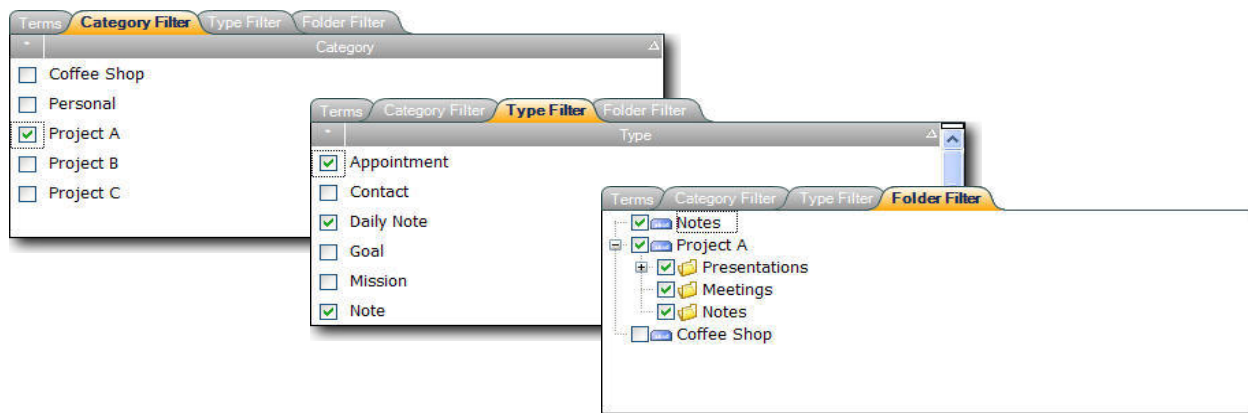 Terms Category Filter Type Filter Folder Filter
* Category
Coffee Shop
Personal
Project A
Project B
Project C
Terms Category Filter Type Filter Folder Filter
* Type
Appointment
Contact
Daily Note
Goal
Mission
Note
Terms Category Filter Type Filter Folder Filter
Notes
Project A
Presentations
Meetings
Notes
Coffee Shop